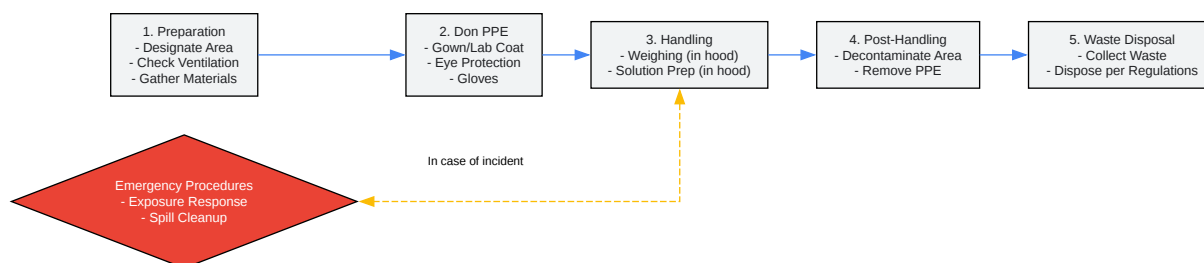 1. Preparation
- Designate Area
- Check Ventilation
- Gather Materials
2. Don PPE
- Gown/Lab Coat
- Eye Protection
- Gloves
3. Handling
- Weighing (in hood)
- Solution Prep (in hood)
4. Post-Handling
- Decontaminate Area
- Remove PPE
5. Waste Disposal
- Collect Waste
- Dispose per Regulations
In case of incident
Emergency Procedures
- Exposure Response
- Spill Cleanup